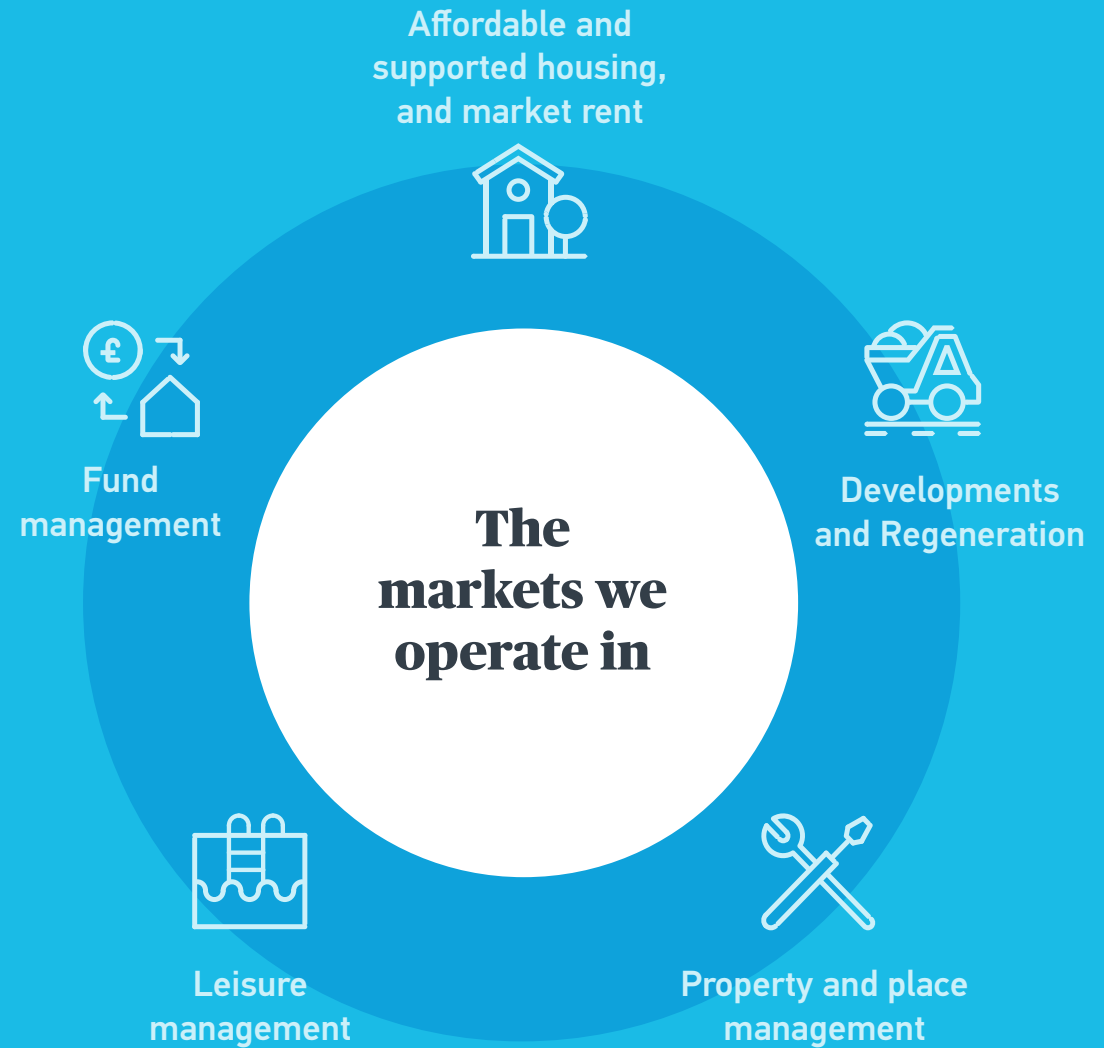 Affordable and
supported housing,
and market rent
£
Fund
management
Developments
and Regeneration
The
markets we
operate in
Leisure
management
Property and place
management